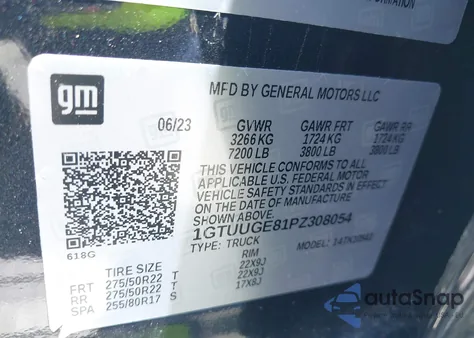 INFORMATION
gm
MFD BY GENERAL MOTORS LLC
06/23 GVWR GAWR FRT GAWR RR
3266 KG 1724 KG 1724 KG
7200 LB 3800 LB 3800 LB
THIS VEHICLE CONFORMS TO ALL
APPLICABLE U.S. FEDERAL MOTOR
VEHICLE SAFETY STANDARDS IN EFFECT
ON THE DATE OF MANUFACTURE
SHOWN ABOVE.
1GTUUGE81PZ308054
TYPE: TRUCK MODEL:
618G
TIRE SIZE RIM
FRT 275/50R22 T 22X9J
RR 275/50R22 T 22X9J
SPA 255/80R17 S 17X8J
autoSnap